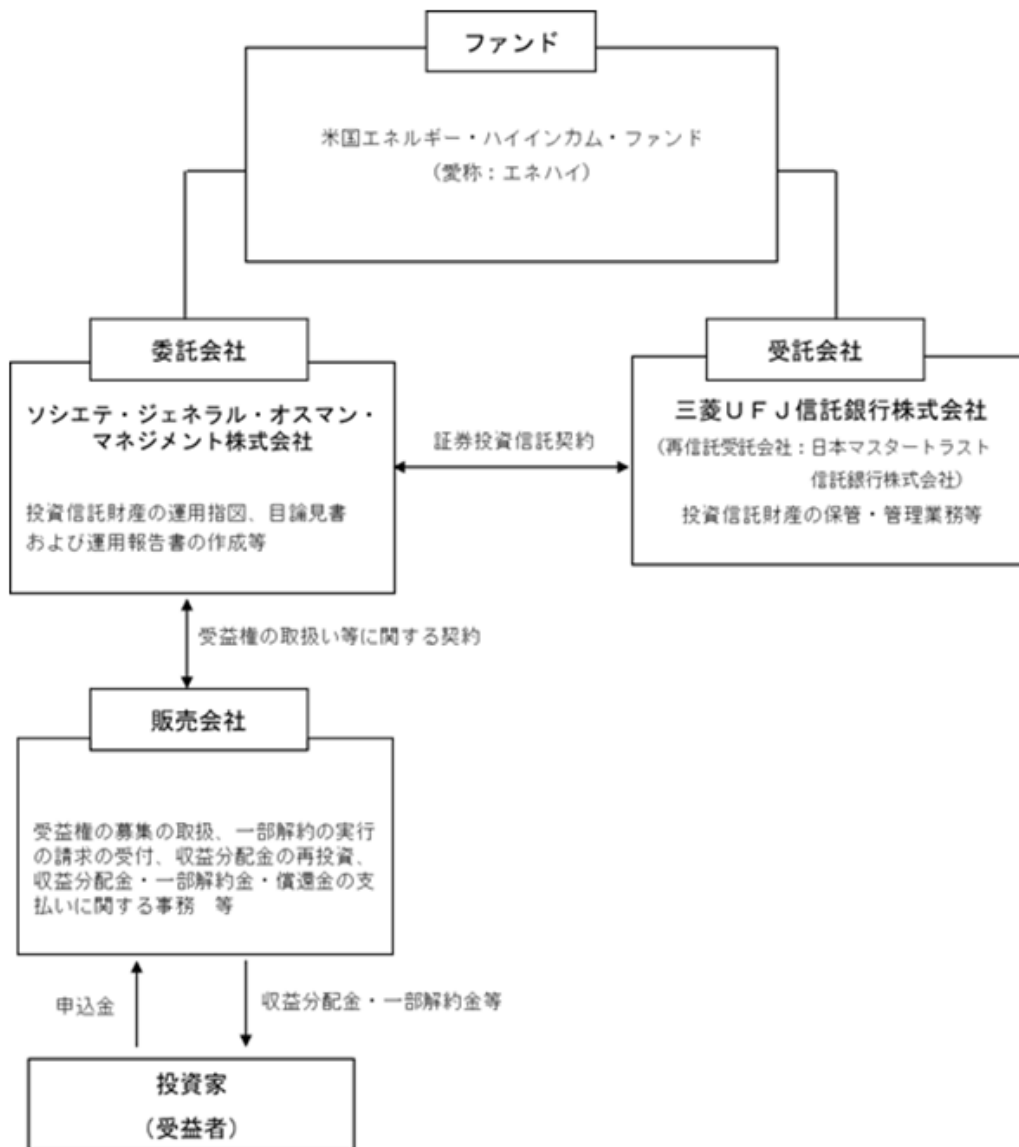 ファンド
米国エネルギー・ハイインカム・ファンド
(愛称：エネハイ)
委託会社
ソシエテ・ジェネラル・オスマン・
マネジメント株式会社
投資信託財産の運用指図、目論見書
および運用報告書の作成等
証券投資信託契約
受託会社
三菱ＵＦＪ信託銀行株式会社
(再信託受託会社：日本マスタートラスト
信託銀行株式会社)
投資信託財産の保管・管理業務等
受益権の取扱い等に関する契約
販売会社
受益権の募集の取扱、一部解約の実行
の請求の受付、収益分配金の再投資、
収益分配金・一部解約金・償還金の支
払いに関する事務　等
申込金
収益分配金・一部解約金等
投資家
(受益者)